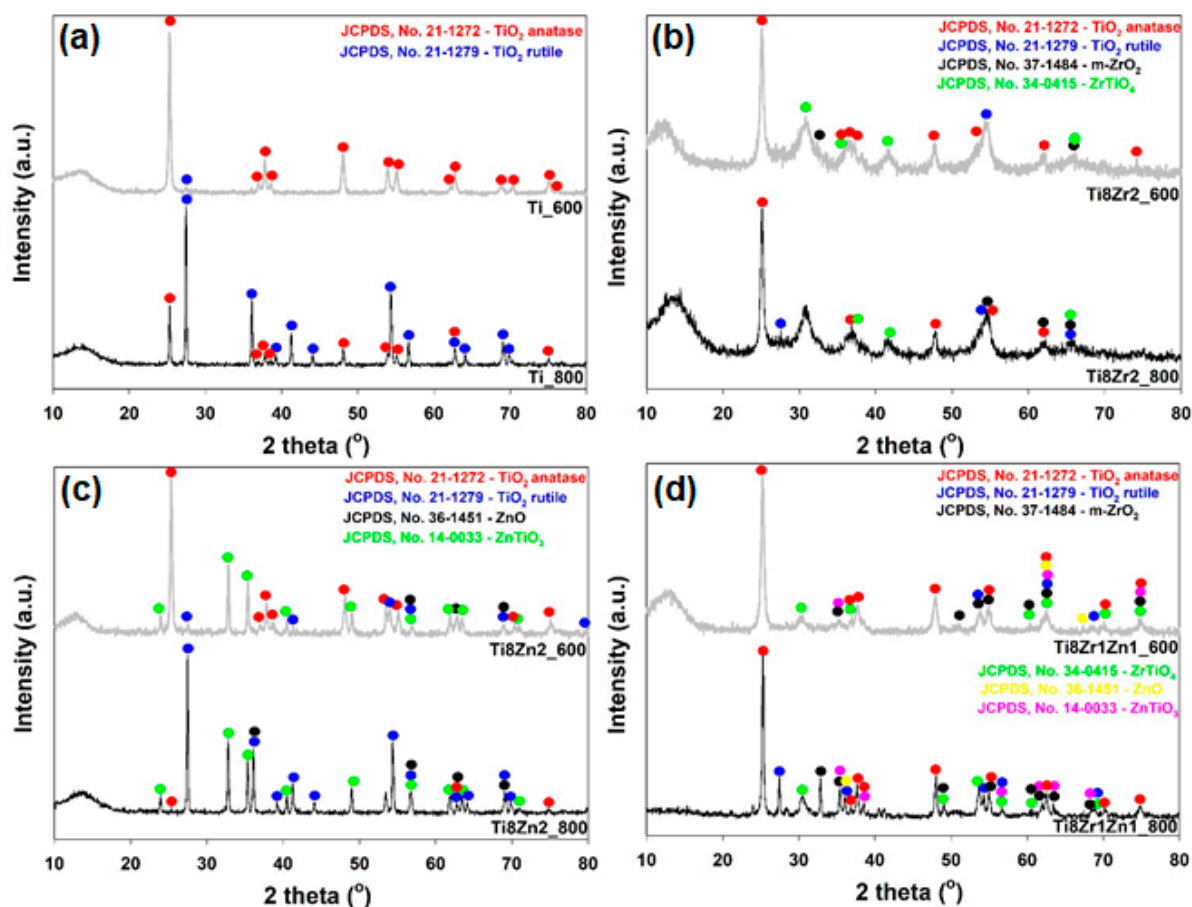 (a)
JCPDS, No. 21-1272 - TiO2 anatase
JCPDS, No. 21-1279 - TiO2 rutile
Intensity (a.u.)
Ti_600
Ti_800
10 20 30 40 50 60 70 80
2 theta (°)
(b)
JCPDS, No. 21-1272 - TiO2 anatase
JCPDS, No. 21-1279 - TiO2 rutile
JCPDS, No. 37-1484 - m-ZrO2
JCPDS, No. 34-0415 - ZrTiO4
Intensity (a.u.)
Ti8Zr2_600
Ti8Zr2_800
10 20 30 40 50 60 70 80
2 theta (°)
(c)
JCPDS, No. 21-1272 - TiO2 anatase
JCPDS, No. 21-1279 - TiO2 rutile
JCPDS, No. 36-1451 - ZnO
JCPDS, No. 14-0033 - ZnTiO3
Intensity (a.u.)
Ti8Zn2_600
Ti8Zn2_800
10 20 30 40 50 60 70 80
2 theta (°)
(d)
JCPDS, No. 21-1272 - TiO2 anatase
JCPDS, No. 21-1279 - TiO2 rutile
JCPDS, No. 37-1484 - m-ZrO2
Intensity (a.u.)
Ti8Zr1Zn1_600
JCPDS, No. 34-0415 - ZrTiO4
JCPDS, No. 36-1451 - ZnO
JCPDS, No. 14-0033 - ZnTiO3
Ti8Zr1Zn1_800
10 20 30 40 50 60 70 80
2 theta (°)